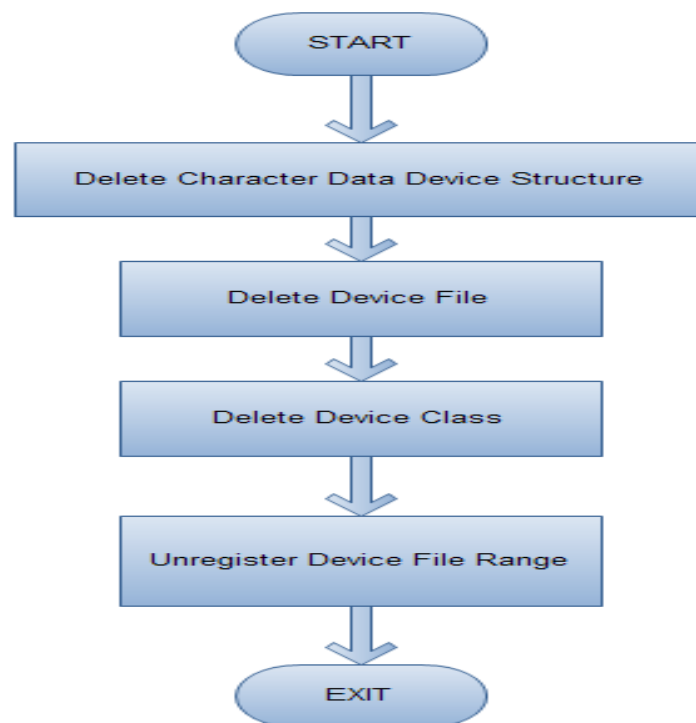 START
Delete Character Data Device Structure
Delete Device File
Delete Device Class
Unregister Device File Range
EXIT